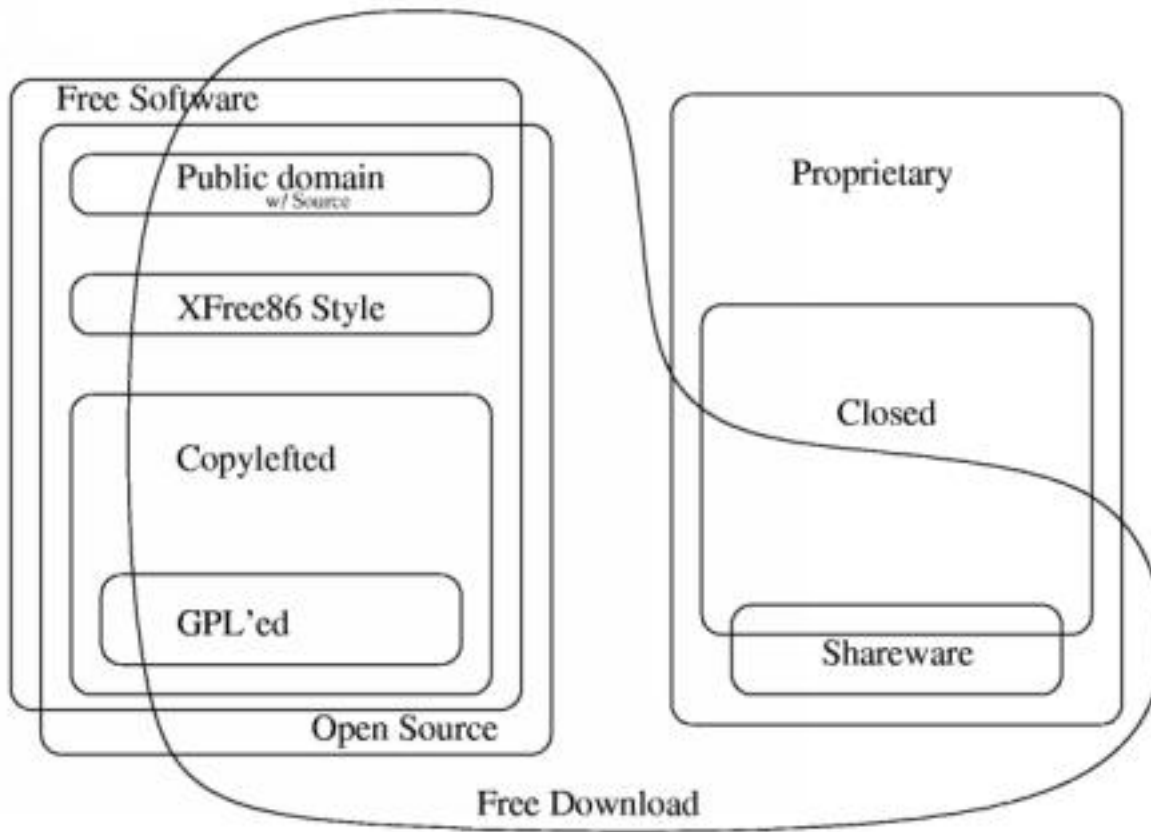 Free Software
Public domain
w/ Source
XFree86 Style
Copylefted
GPL'ed
Open Source
Proprietary
Closed
Shareware
Free Download